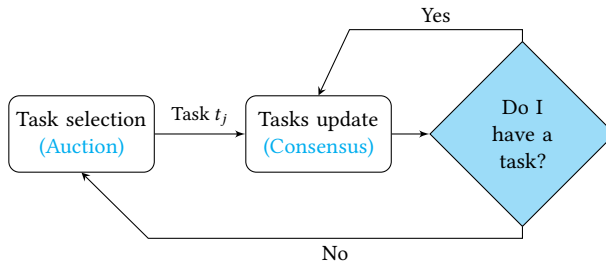 Yes
Task selection
(Auction)
Task t_j
Tasks update
(Consensus)
Do I
have a
task?
No